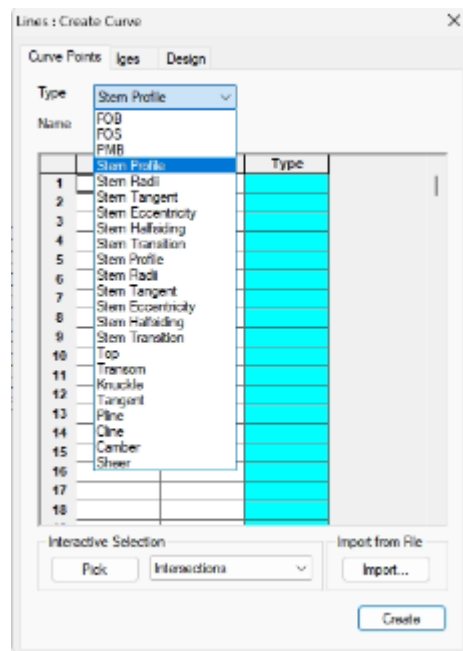 Lines : Create Curve
Curve Points Iges Design
Type Stem Profile
Name
FOB
FOS
PMB
Stem Profile
Stem Radii
Stem Tangent
Stem Eccentricity
Stem Halfsiding
Stem Transition
Stem Profile
Stem Radii
Stem Tangent
Stem Eccentricity
Stem Halfsiding
Stem Transition
Top
Transom
Knuckle
Tangent
Pline
Cline
Camber
Sheer
Type
1
2
3
4
5
6
7
8
9
10
11
12
13
14
15
16
17
18
Interactive Selection
Pick Intersections
Import from File
Import...
Create